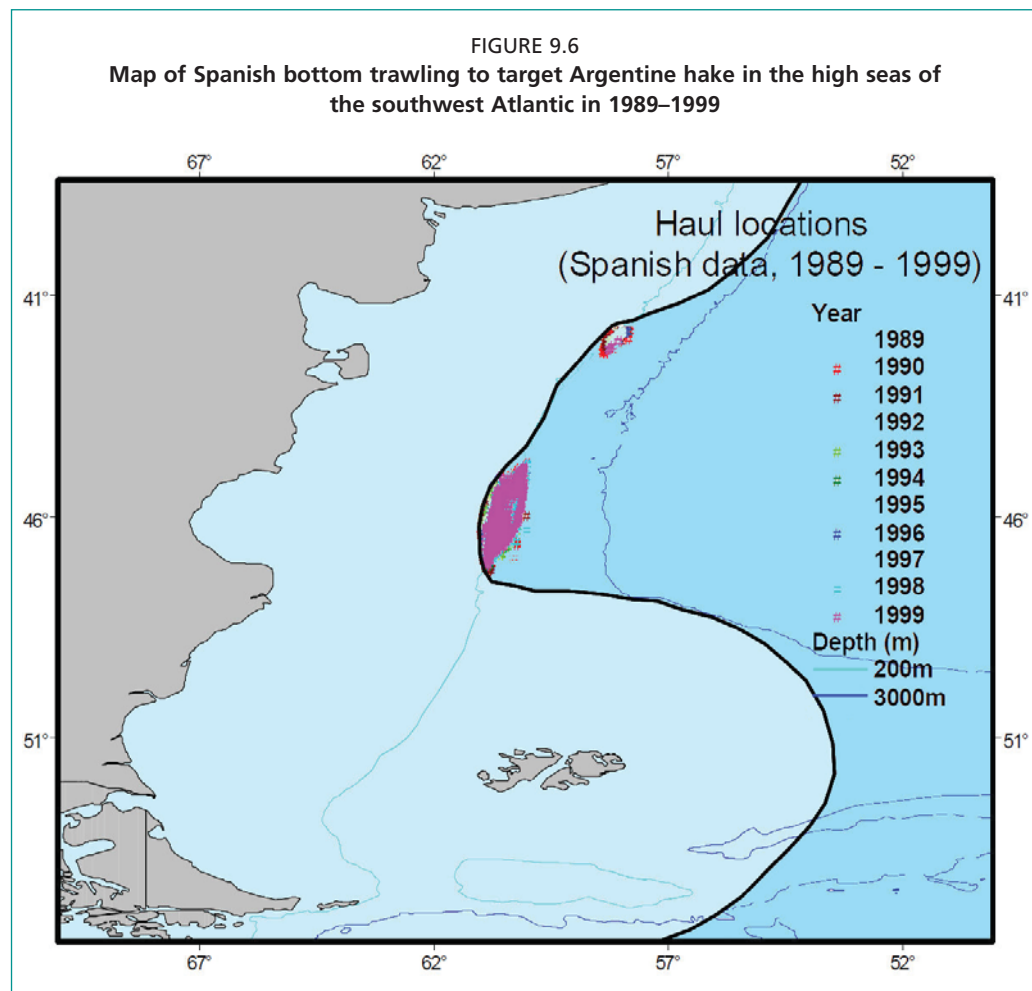 FIGURE 9.6
Map of Spanish bottom trawling to target Argentine hake in the high seas of
the southwest Atlantic in 1989–1999
67° 62° 57° 52°
Haul locations
(Spanish data, 1989 - 1999)
41° 41°
Year
1989
# 1990
# 1991
1992
# 1993
# 1994
1995
46° 46°
# 1996
1997
# 1998
# 1999
Depth (m)
200m
3000m
51° 51°
67° 62° 57° 52°